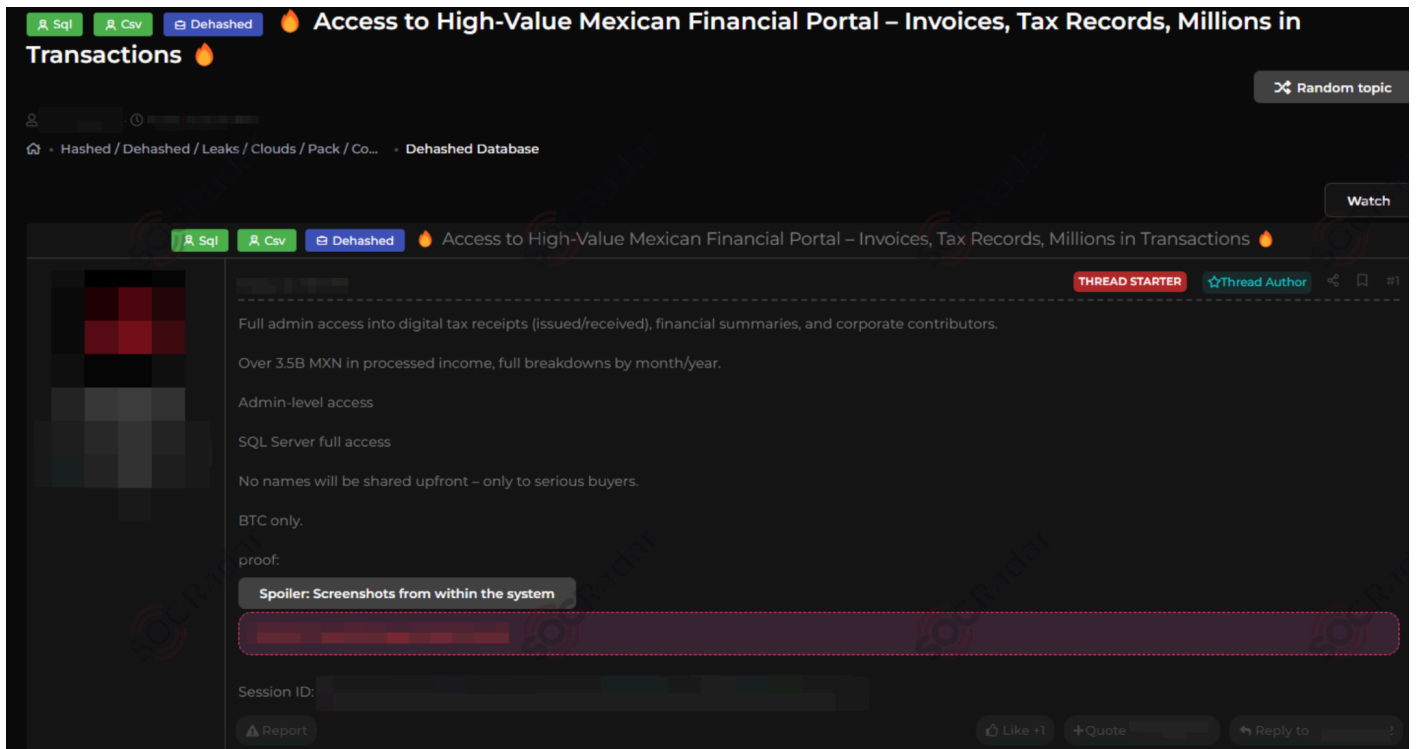 Sql Csv Dehashed 🔥 Access to High-Value Mexican Financial Portal – Invoices, Tax Records, Millions in
Transactions 🔥
Random topic
Hashed / Dehashed / Leaks / Clouds / Pack / Co... • Dehashed Database
Watch
Sql Csv Dehashed 🔥 Access to High-Value Mexican Financial Portal – Invoices, Tax Records, Millions in Transactions 🔥
THREAD STARTER Thread Author #1
Full admin access into digital tax receipts (issued/received), financial summaries, and corporate contributors.
Over 3.5B MXN in processed income, full breakdowns by month/year.
Admin-level access
SQL Server full access
No names will be shared upfront – only to serious buyers.
BTC only.
proof:
Spoiler: Screenshots from within the system
Session ID:
Report Like +1 +Quote Reply to
SOCRadar
SOCRadar
SOCRadar
SOCRadar